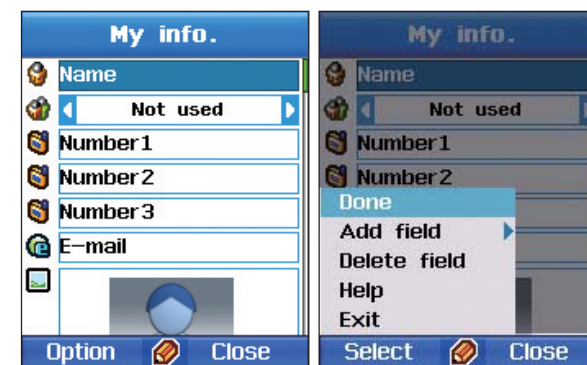 My info.
Name
Not used
Number1
Number2
Number3
E-mail
Option Close
My info.
Name
Not used
Number1
Number2
Done
Add field
Delete field
Help
Exit
Select Close